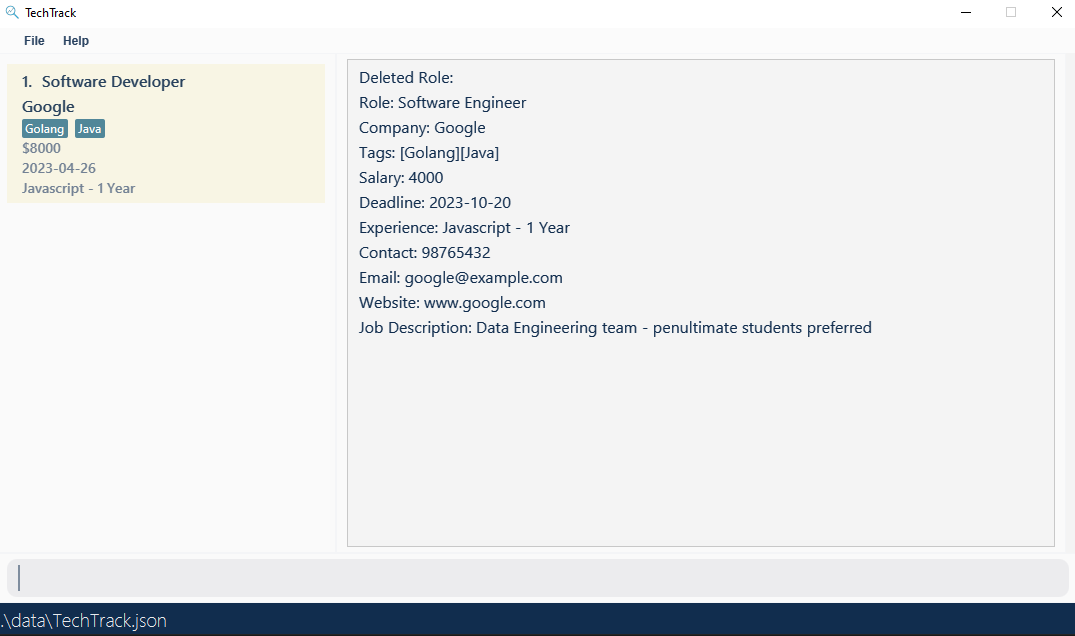 TechTrack
File Help
1. Software Developer
Google
Golang Java
$8000
2023-04-26
Javascript - 1 Year
Deleted Role:
Role: Software Engineer
Company: Google
Tags: [Golang][Java]
Salary: 4000
Deadline: 2023-10-20
Experience: Javascript - 1 Year
Contact: 98765432
Email: google@example.com
Website: www.google.com
Job Description: Data Engineering team - penultimate students preferred
.\data\TechTrack.json